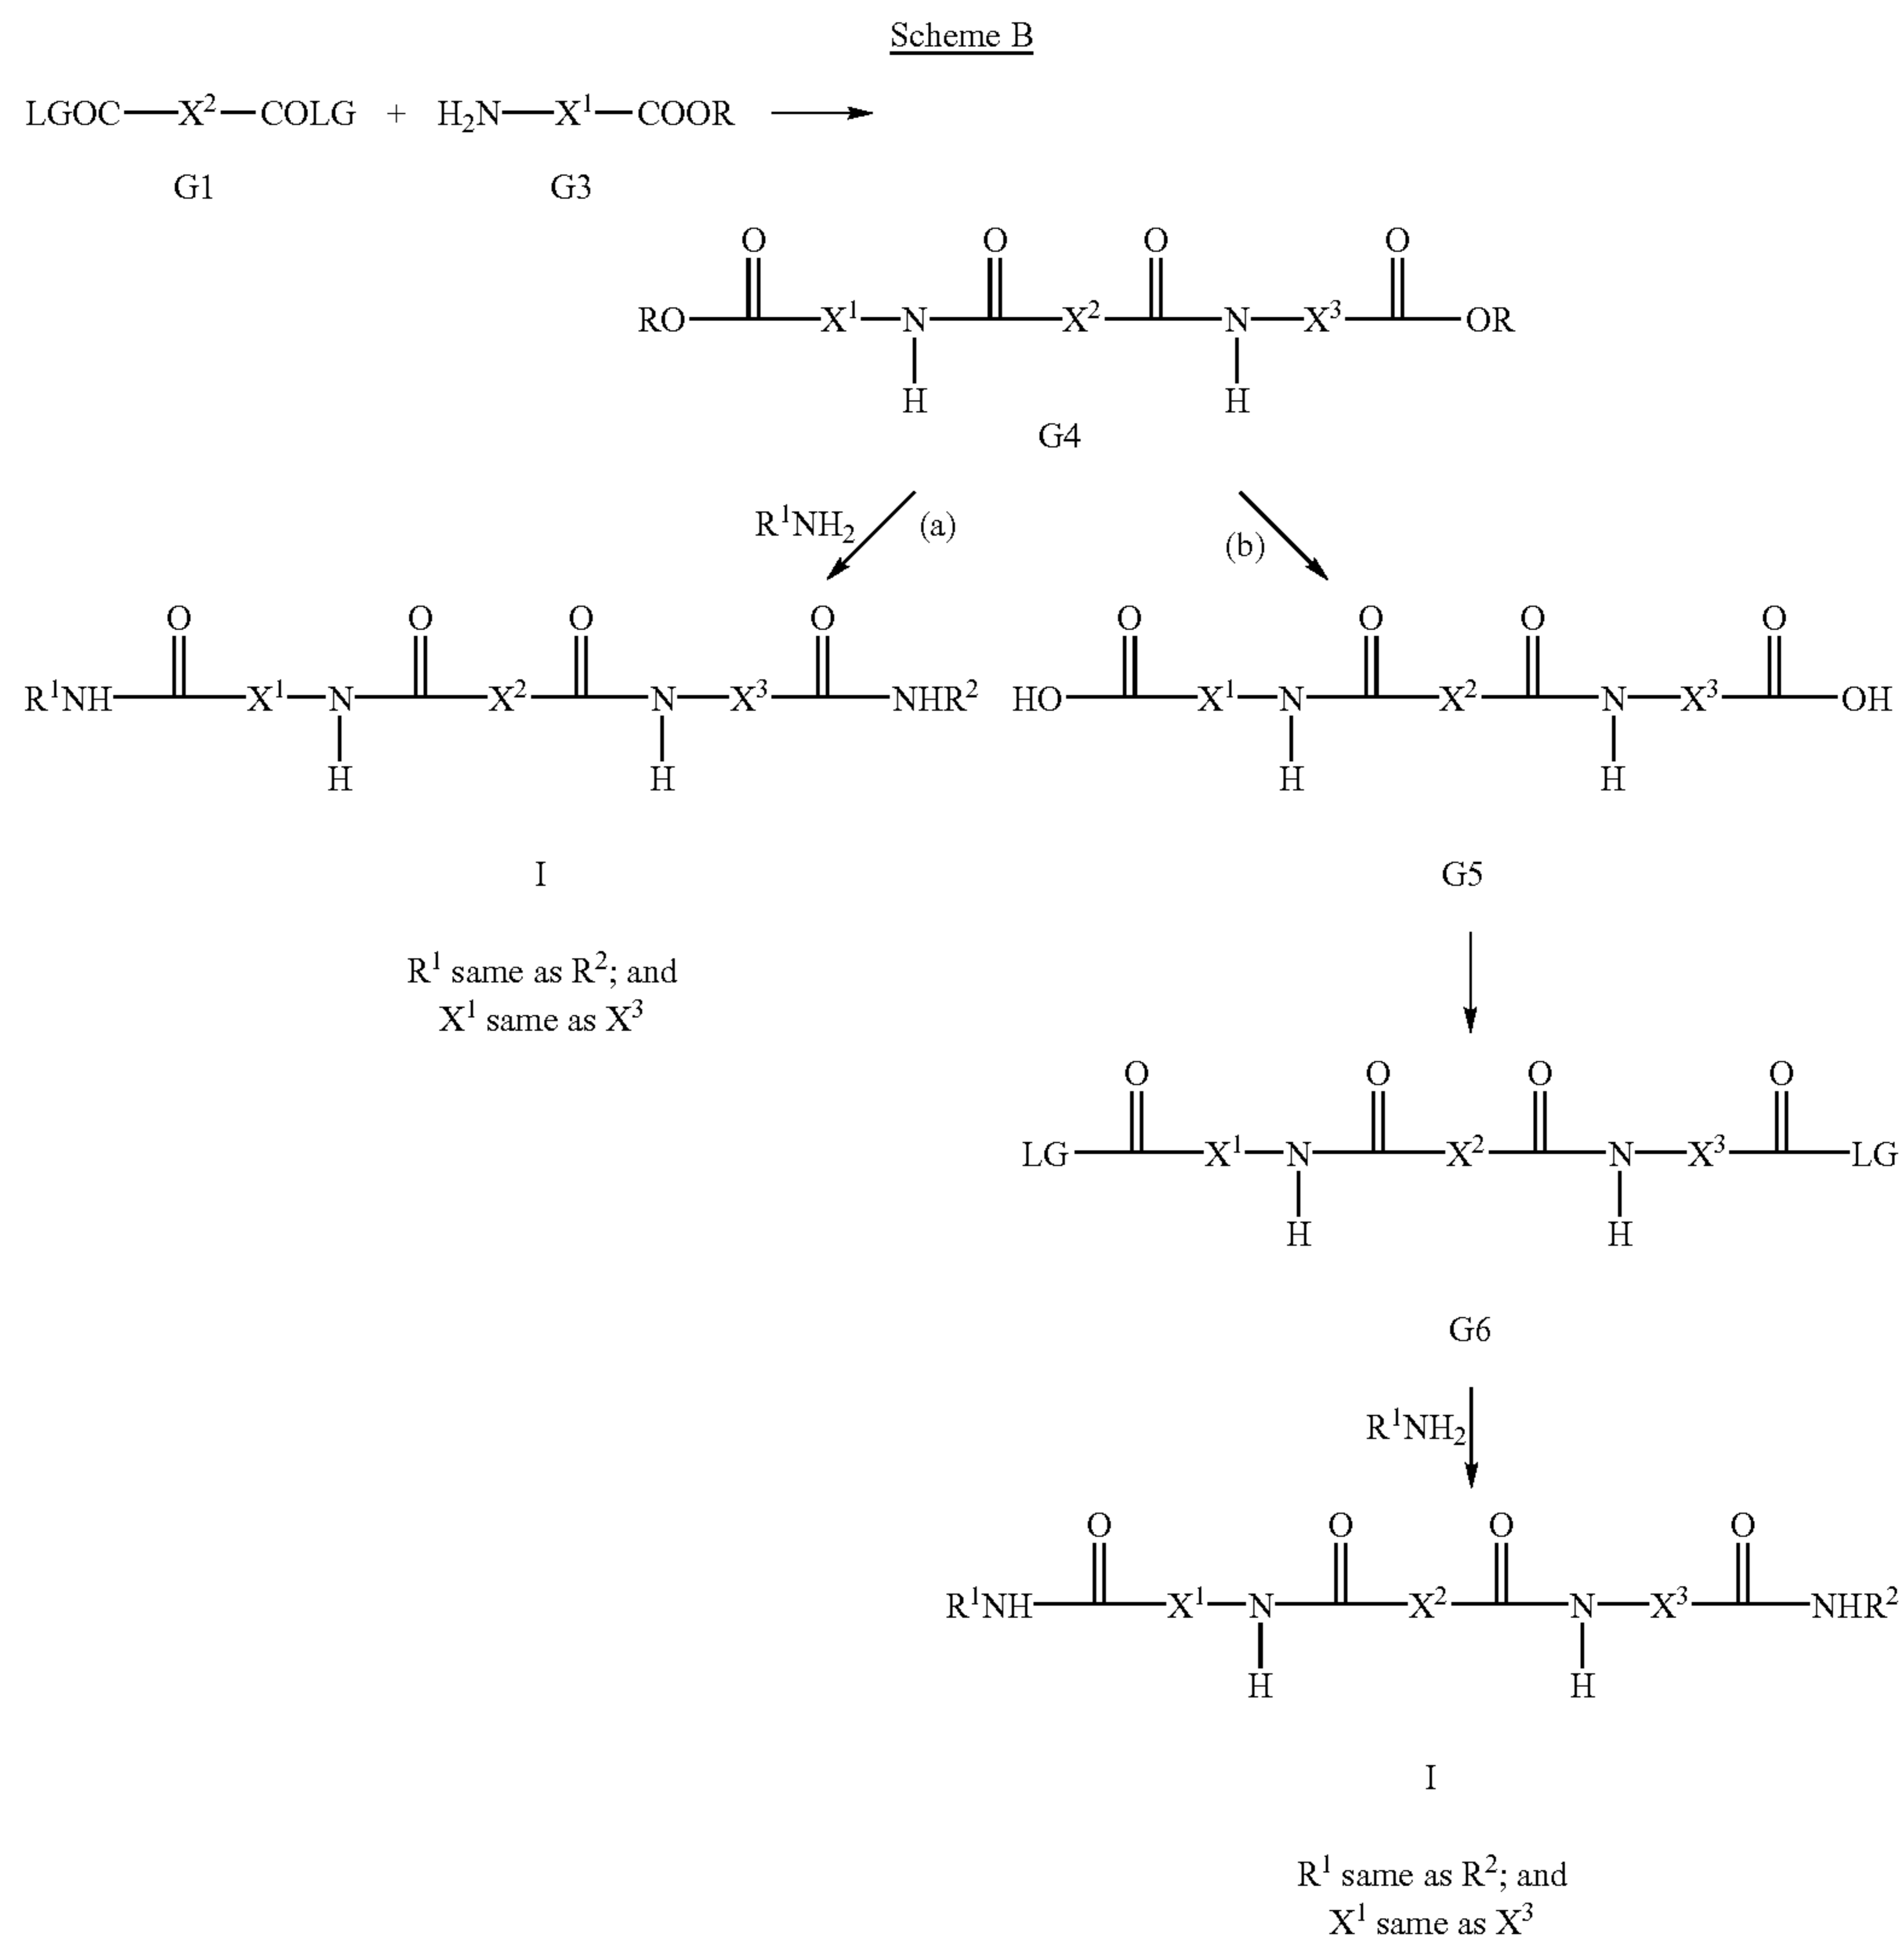 Scheme B
LGOC—X² —COLG + H₂N—X¹—COOR
G1 G3
O O O O
RO X¹ N X² N X³ OR
H H
G4
R¹NH₂ (a) (b)
O O O O O O O O
R¹NH X¹ N X² N X³ NHR² HO X¹ N X² N X³ OH
H H H H
I G5
R¹ same as R²; and
X¹ same as X³
O O O O
LG X¹ N X² N X³ LG
H H
G6
R¹NH₂
O O O O
R¹NH X¹ N X² N X³ NHR²
H H
I
R¹ same as R²; and
X¹ same as X³